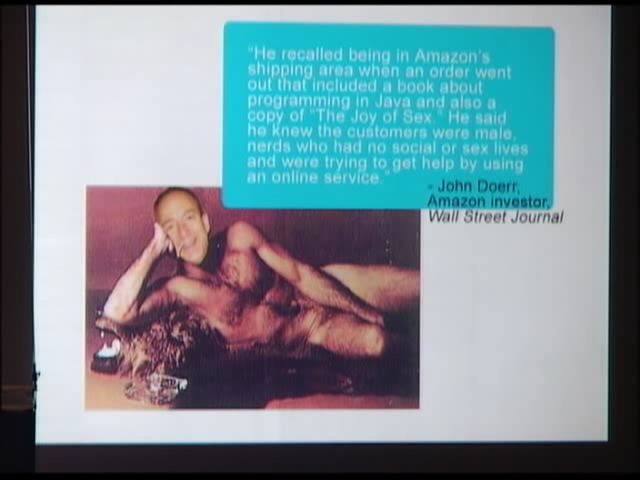 "He recalled being in Amazon's
shipping area when an order went
out that included a book about
programming in Java and also a
copy of "The Joy of Sex." He said
he knew the customers were male,
nerds who had no social or sex lives
and were trying to get help by using
an online service."
- John Doerr,
Amazon investor,
Wall Street Journal